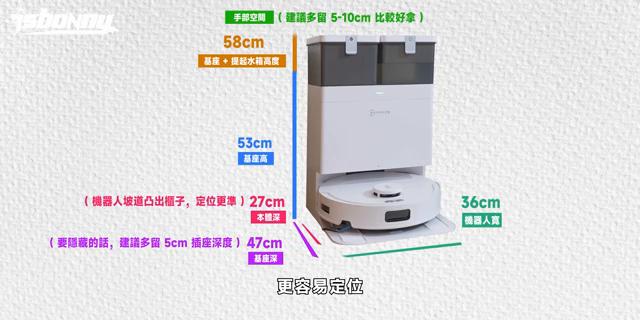 手部空間 ( 建議多留 5-10cm 比較好拿 )
58cm
基座 + 提起水箱高度
53cm
基座高
( 機器人坡道凸出櫃子，定位更準 ) 27cm
本體深
36cm
機器人寬
( 要隱藏的話，建議多留 5cm 插座深度 ) 47cm
基座深
更容易定位